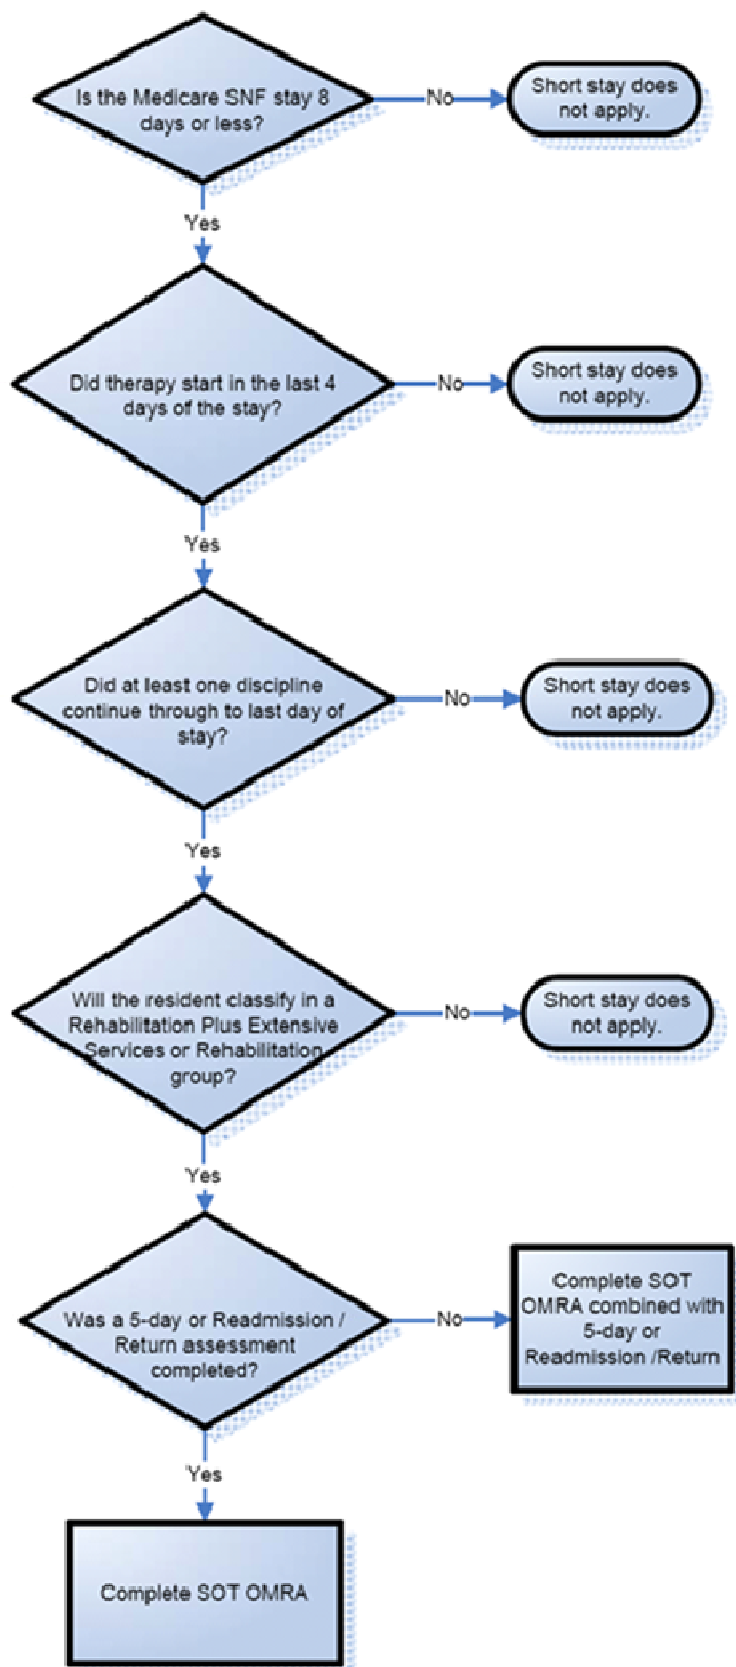 Is the Medicare SNF stay 8
days or less?
No
Short stay does
not apply.
Yes
Did therapy start in the last 4
days of the stay?
No
Short stay does
not apply.
Yes
Did at least one discipline
continue through to last day of
stay?
No
Short stay does
not apply.
Yes
Will the resident classify in a
Rehabilitation Plus Extensive
Services or Rehabilitation
group?
No
Short stay does
not apply.
Yes
Was a 5-day or Readmission /
Return assessment
completed?
No
Complete SOT
OMRA combined with
5-day or
Readmission /Return
Yes
Complete SOT OMRA